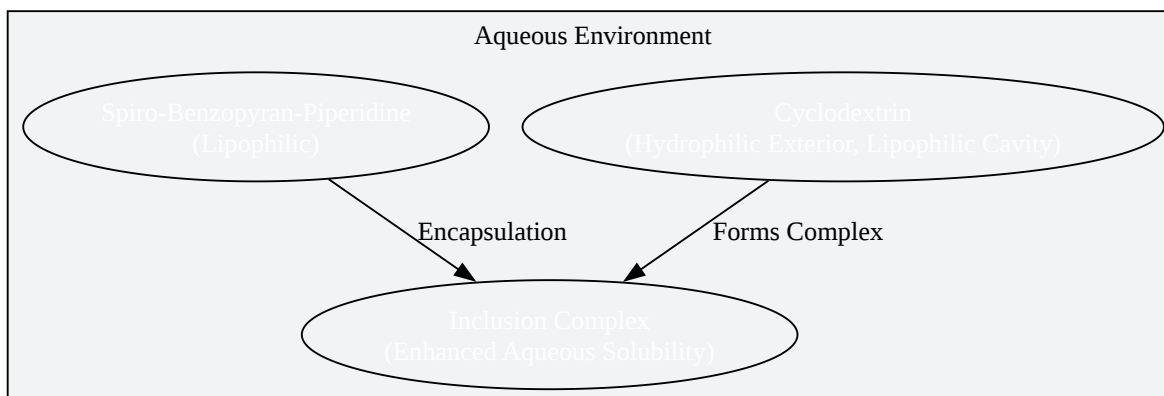 Aqueous Environment
Spiro-Benzopyran-Piperidine
(Lipophilic)
Cyclodextrin
(Hydrophilic Exterior, Lipophilic Cavity)
Encapsulation
Forms Complex
Inclusion Complex
(Enhanced Aqueous Solubility)